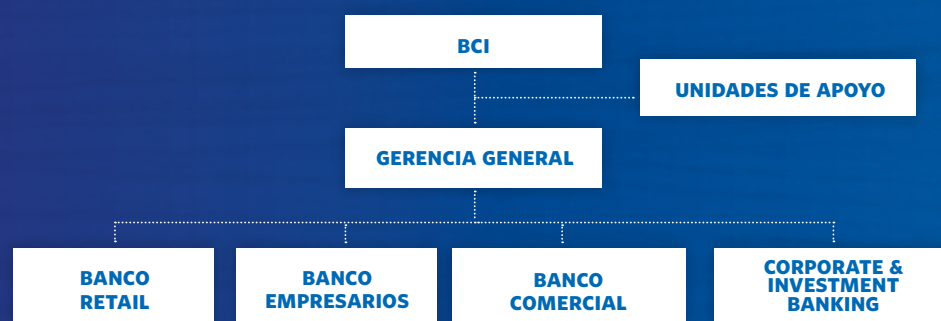 BCI
UNIDADES DE APOYO
GERENCIA GENERAL
BANCO
RETAIL
BANCO
EMPRESARIOS
BANCO
COMERCIAL
CORPORATE &
INVESTMENT
BANKING